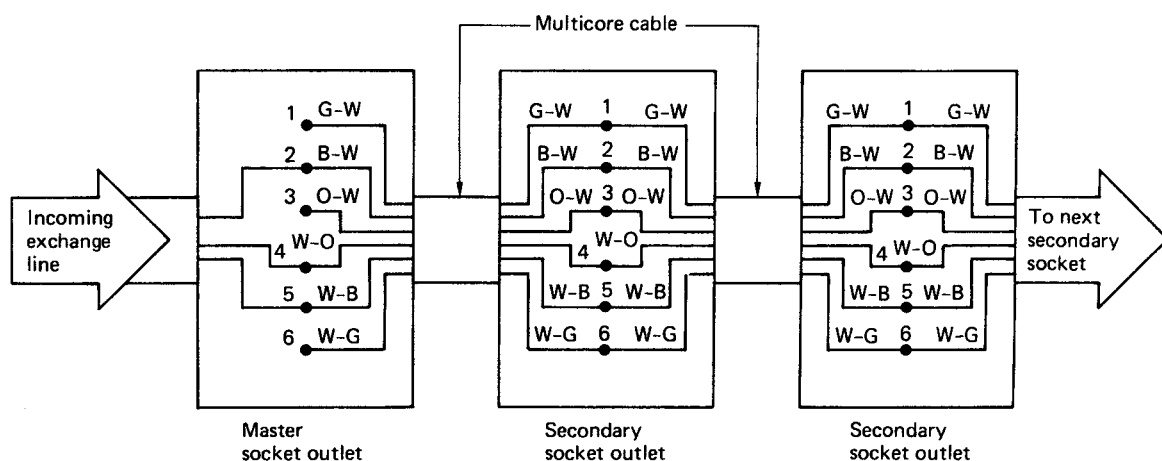 Multicore cable
Incoming
exchange
line
1 G–W
2 B–W
3 O–W
4 W–O
5 W–B
6 W–G
Master
socket outlet
G–W 1 G–W
B–W 2 B–W
O–W 3 O–W
4 W–O
W–B 5 W–B
W–G 6 W–G
Secondary
socket outlet
G–W 1 G–W
B–W 2 B–W
O–W 3 O–W
4 W–O
W–B 5 W–B
W–G 6 W–G
Secondary
socket outlet
To next
secondary
socket